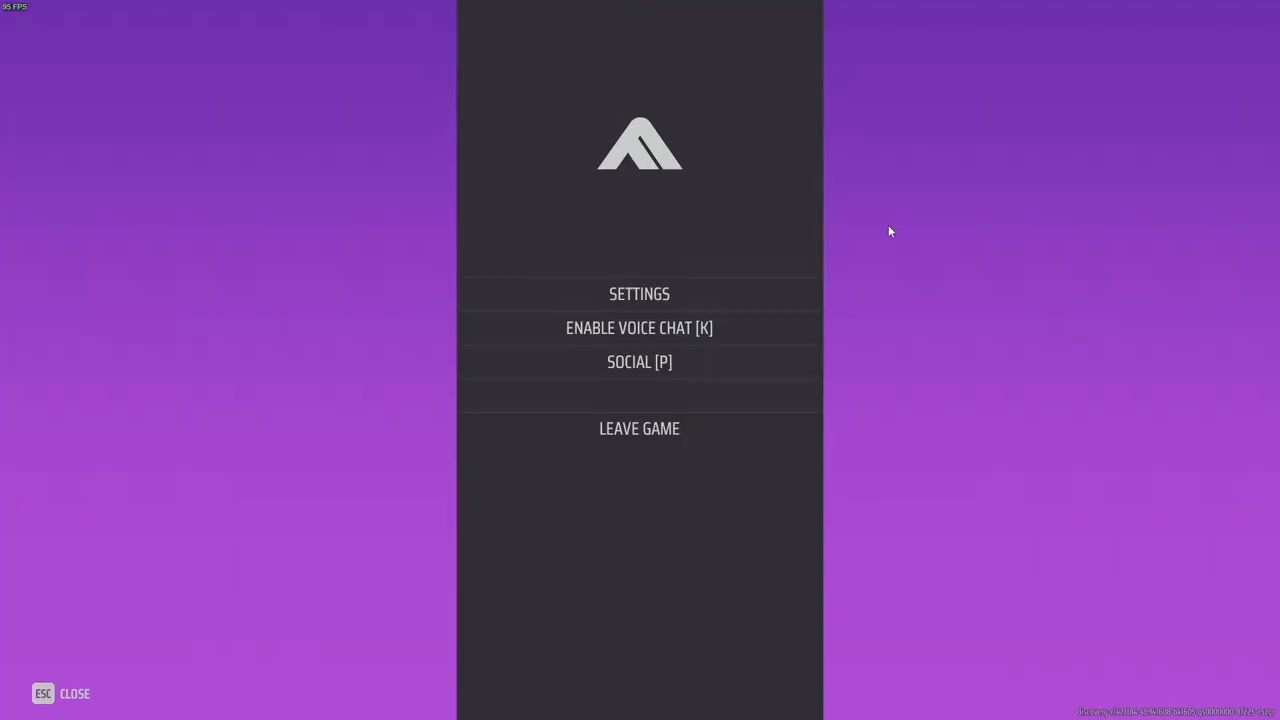 95 FPS
SETTINGS
ENABLE VOICE CHAT [K]
SOCIAL [P]
LEAVE GAME
ESC CLOSE